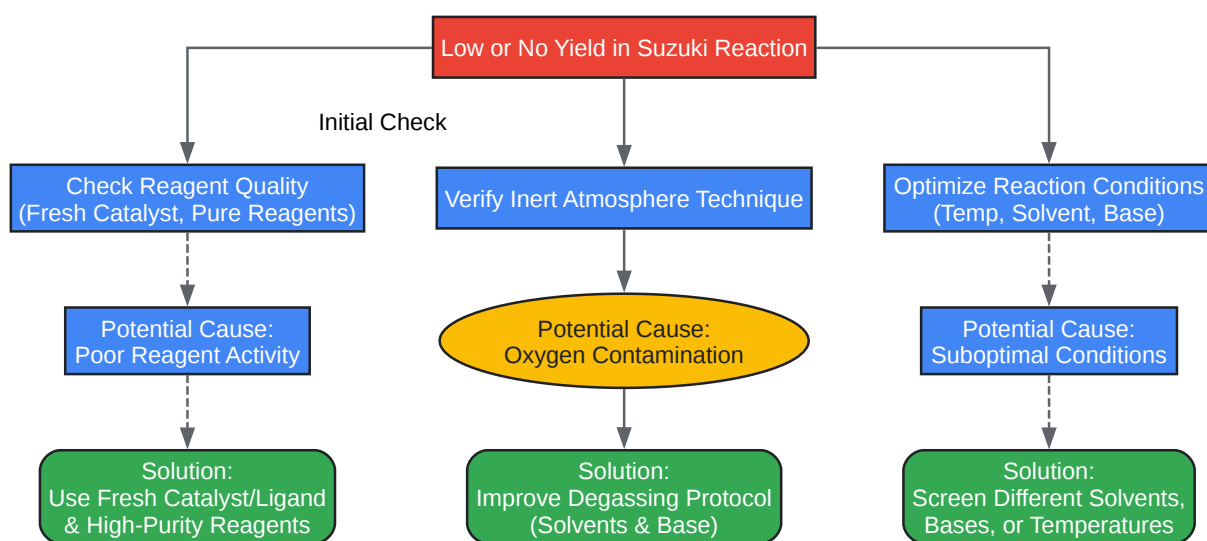 Low or No Yield in Suzuki Reaction
Initial Check
Check Reagent Quality
(Fresh Catalyst, Pure Reagents)
Verify Inert Atmosphere Technique
Optimize Reaction Conditions
(Temp, Solvent, Base)
Potential Cause:
Poor Reagent Activity
Potential Cause:
Oxygen Contamination
Potential Cause:
Suboptimal Conditions
Solution:
Use Fresh Catalyst/Ligand
& High-Purity Reagents
Solution:
Improve Degassing Protocol
(Solvents & Base)
Solution:
Screen Different Solvents,
Bases, or Temperatures